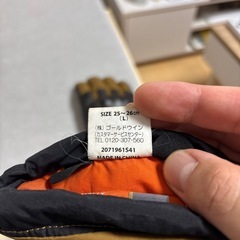 SIZE 25〜26cm
(L)
(株)ゴールドウイン
(カスタマーサービスセンター)
TEL 0120-307-560
2071961541
MADE IN CHINA